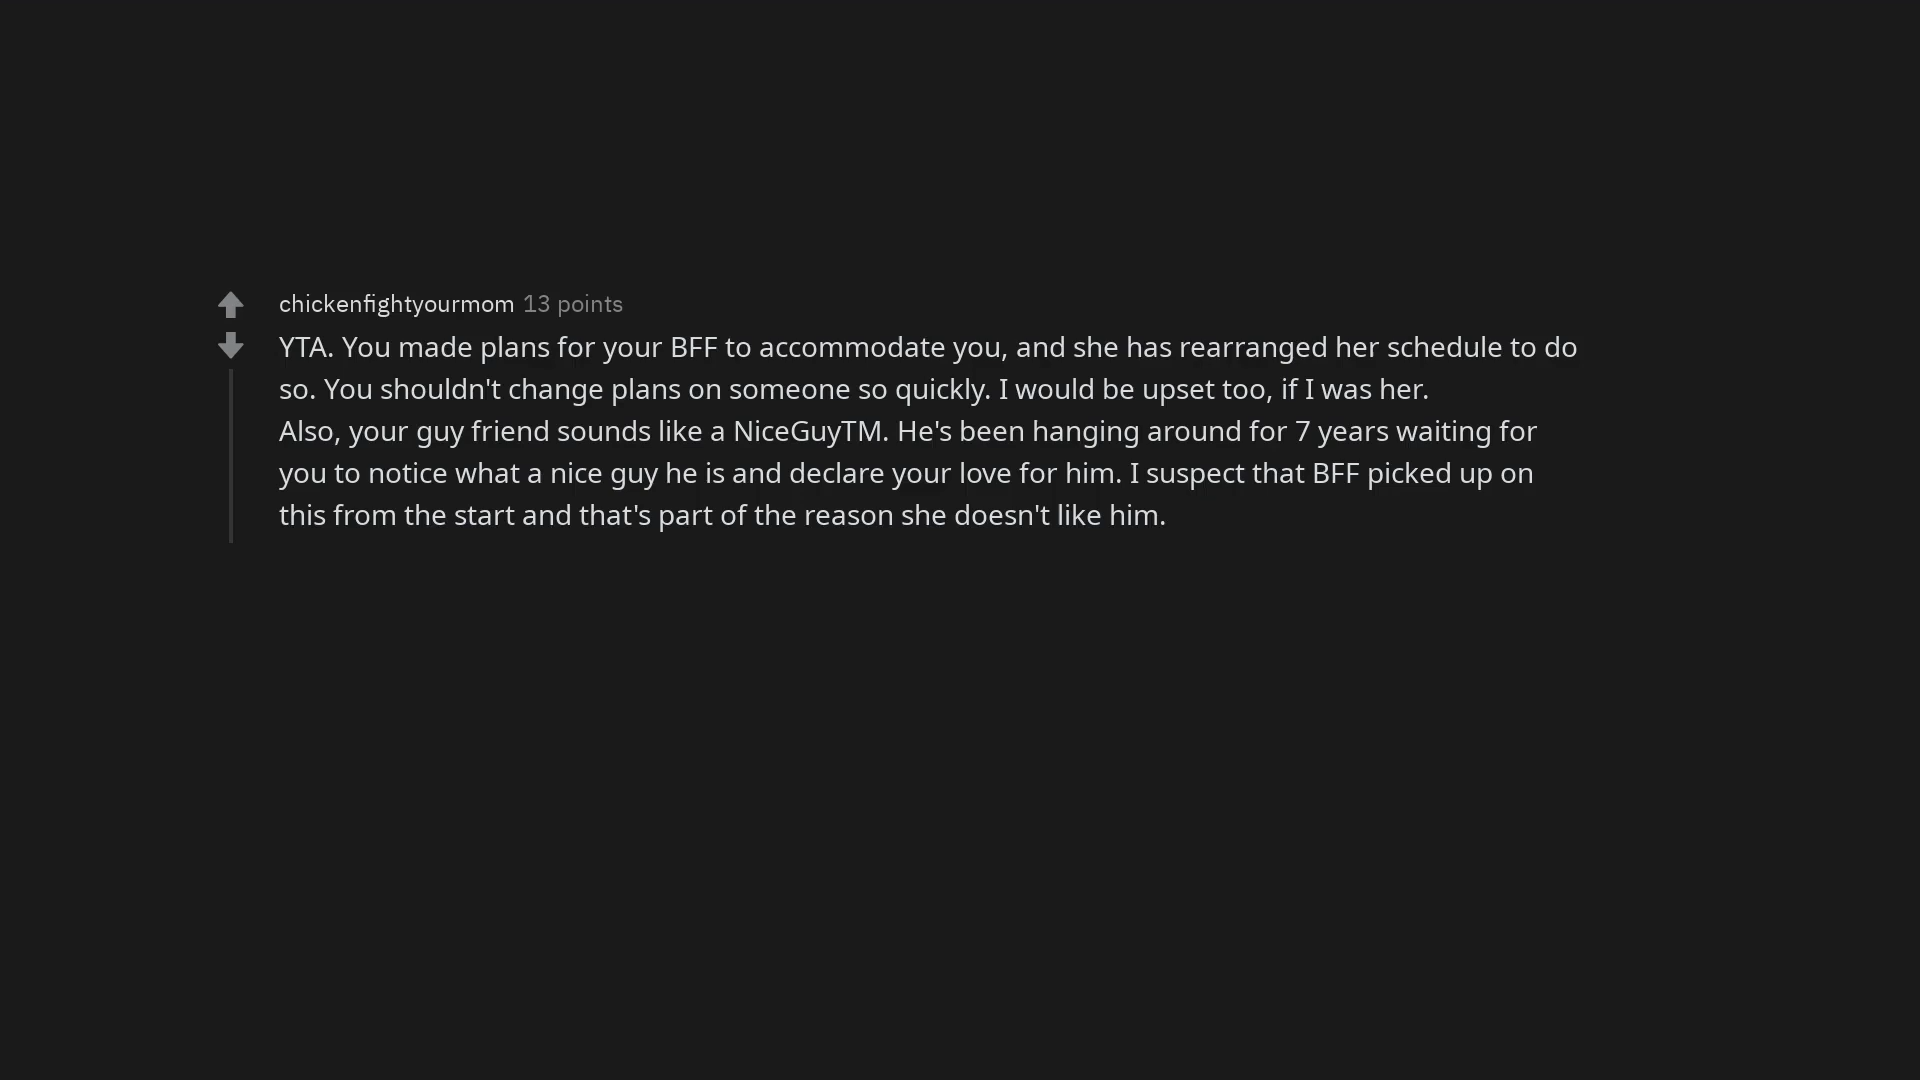 chickenfightyourmom 13 points
YTA. You made plans for your BFF to accommodate you, and she has rearranged her schedule to do
so. You shouldn't change plans on someone so quickly. I would be upset too, if I was her.
Also, your guy friend sounds like a NiceGuyTM. He's been hanging around for 7 years waiting for
you to notice what a nice guy he is and declare your love for him. I suspect that BFF picked up on
this from the start and that's part of the reason she doesn't like him.